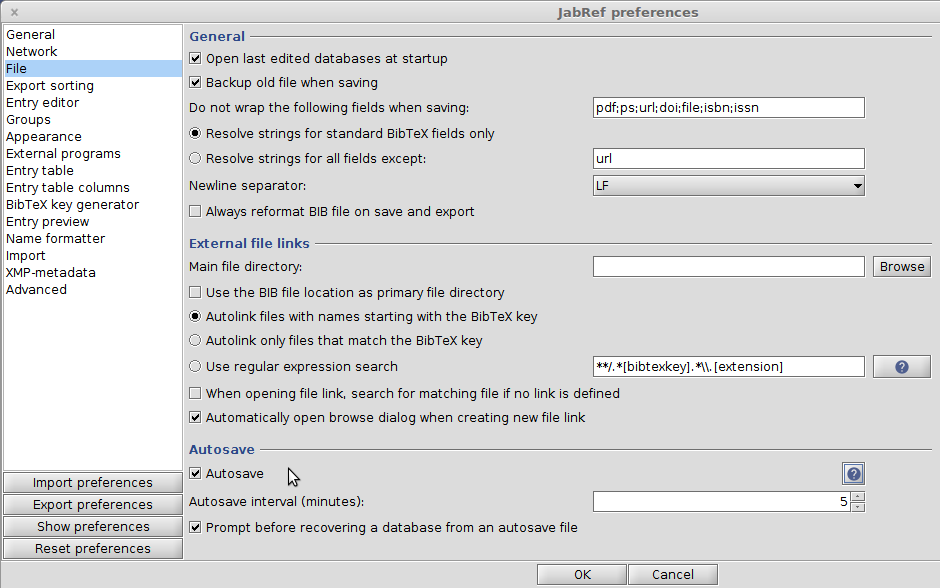 JabRef preferences
General
Network
File
Export sorting
Entry editor
Groups
Appearance
External programs
Entry table
Entry table columns
BibTeX key generator
Entry preview
Name formatter
Import
XMP-metadata
Advanced
Import preferences
Export preferences
Show preferences
Reset preferences
General
Open last edited databases at startup
Backup old file when saving
Do not wrap the following fields when saving: pdf;ps;url;doi;file;isbn;issn
Resolve strings for standard BibTeX fields only
Resolve strings for all fields except: url
Newline separator: LF
Always reformat BIB file on save and export
External file links
Main file directory: Browse
Use the BIB file location as primary file directory
Autolink files with names starting with the BibTeX key
Autolink only files that match the BibTeX key
Use regular expression search **/.*[bibtexkey].*\\.[extension] ?
When opening file link, search for matching file if no link is defined
Automatically open browse dialog when creating new file link
Autosave
Autosave ?
Autosave interval (minutes): 5
Prompt before recovering a database from an autosave file
OK Cancel